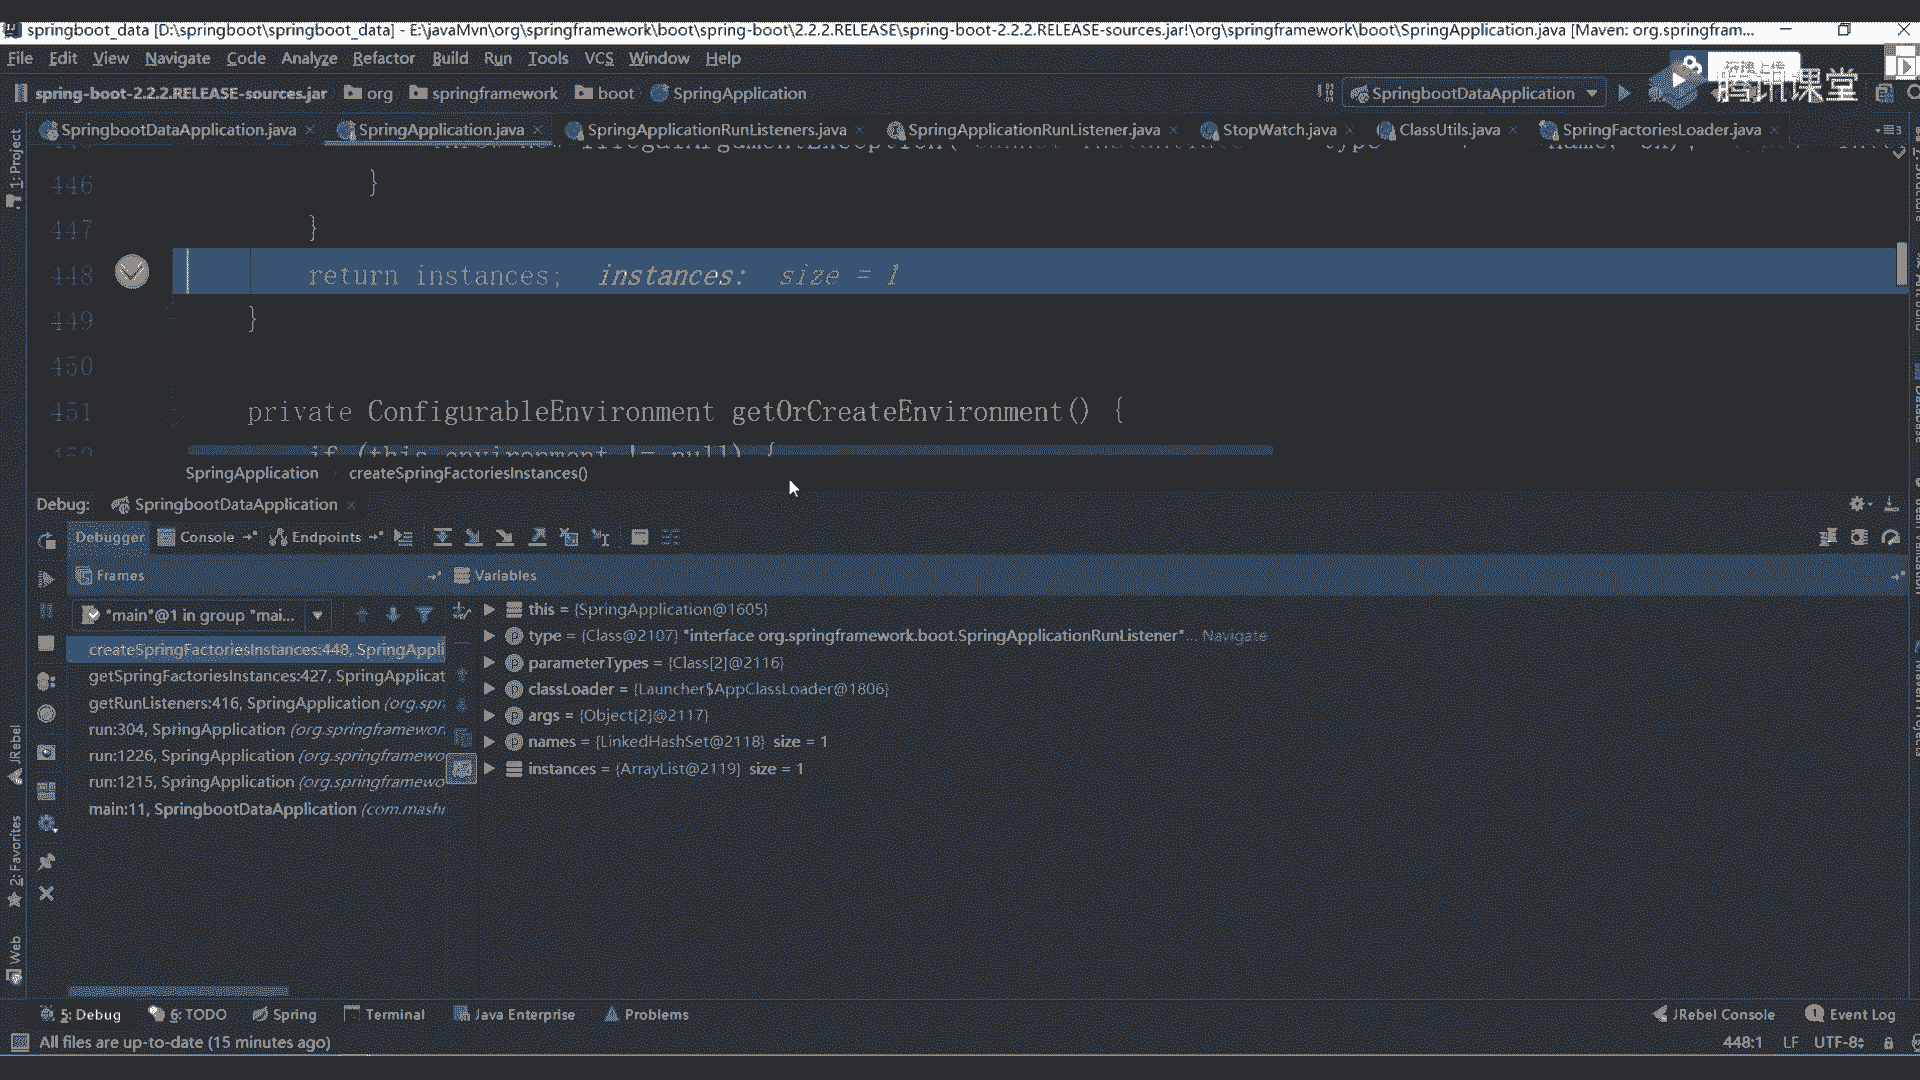 springboot_data [D:\springboot\springboot_data] - E:\javaMvn\org\springframework\boot\spring-boot\2.2.2.RELEASE\spring-boot-2.2.2.RELEASE-sources.jar!\org\springframework\boot\SpringApplication.java [Maven: org.springfram...
File Edit View Navigate Code Analyze Refactor Build Run Tools VCS Window Help
spring-boot-2.2.2.RELEASE-sources.jar org springframework boot SpringApplication SpringbootDataApplication 腾讯课堂
SpringbootDataApplication.java SpringApplication.java SpringApplicationRunListeners.java SpringApplicationRunListener.java StopWatch.java ClassUtils.java SpringFactoriesLoader.java
1: Project
446 }
447 }
448 return instances; instances: size = 1
449 }
450
451 private ConfigurableEnvironment getOrCreateEnvironment() {
452 if (this.environment != null) {
SpringApplication createSpringFactoriesInstances()
Debug: SpringbootDataApplication
Debugger Console Endpoints
Frames Variables
"main"@1 in group "mai...
createSpringFactoriesInstances:448, SpringAppli
getSpringFactoriesInstances:427, SpringApplicat
getRunListeners:416, SpringApplication (org.spr
run:304, SpringApplication (org.springframewor
run:1226, SpringApplication (org.springframewo
run:1215, SpringApplication (org.springframewo
main:11, SpringbootDataApplication (com.mashi
this = {SpringApplication@1605}
type = {Class@2107} "interface org.springframework.boot.SpringApplicationRunListener"... Navigate
parameterTypes = {Class[2]@2116}
classLoader = {Launcher$AppClassLoader@1806}
args = {Object[2]@2117}
names = {LinkedHashSet@2118} size = 1
instances = {ArrayList@2119} size = 1
JRebel
2: Favorites
Web
5: Debug 6: TODO Spring Terminal Java Enterprise Problems JRebel Console Event Log
All files are up-to-date (15 minutes ago) 448:1 LF UTF-8